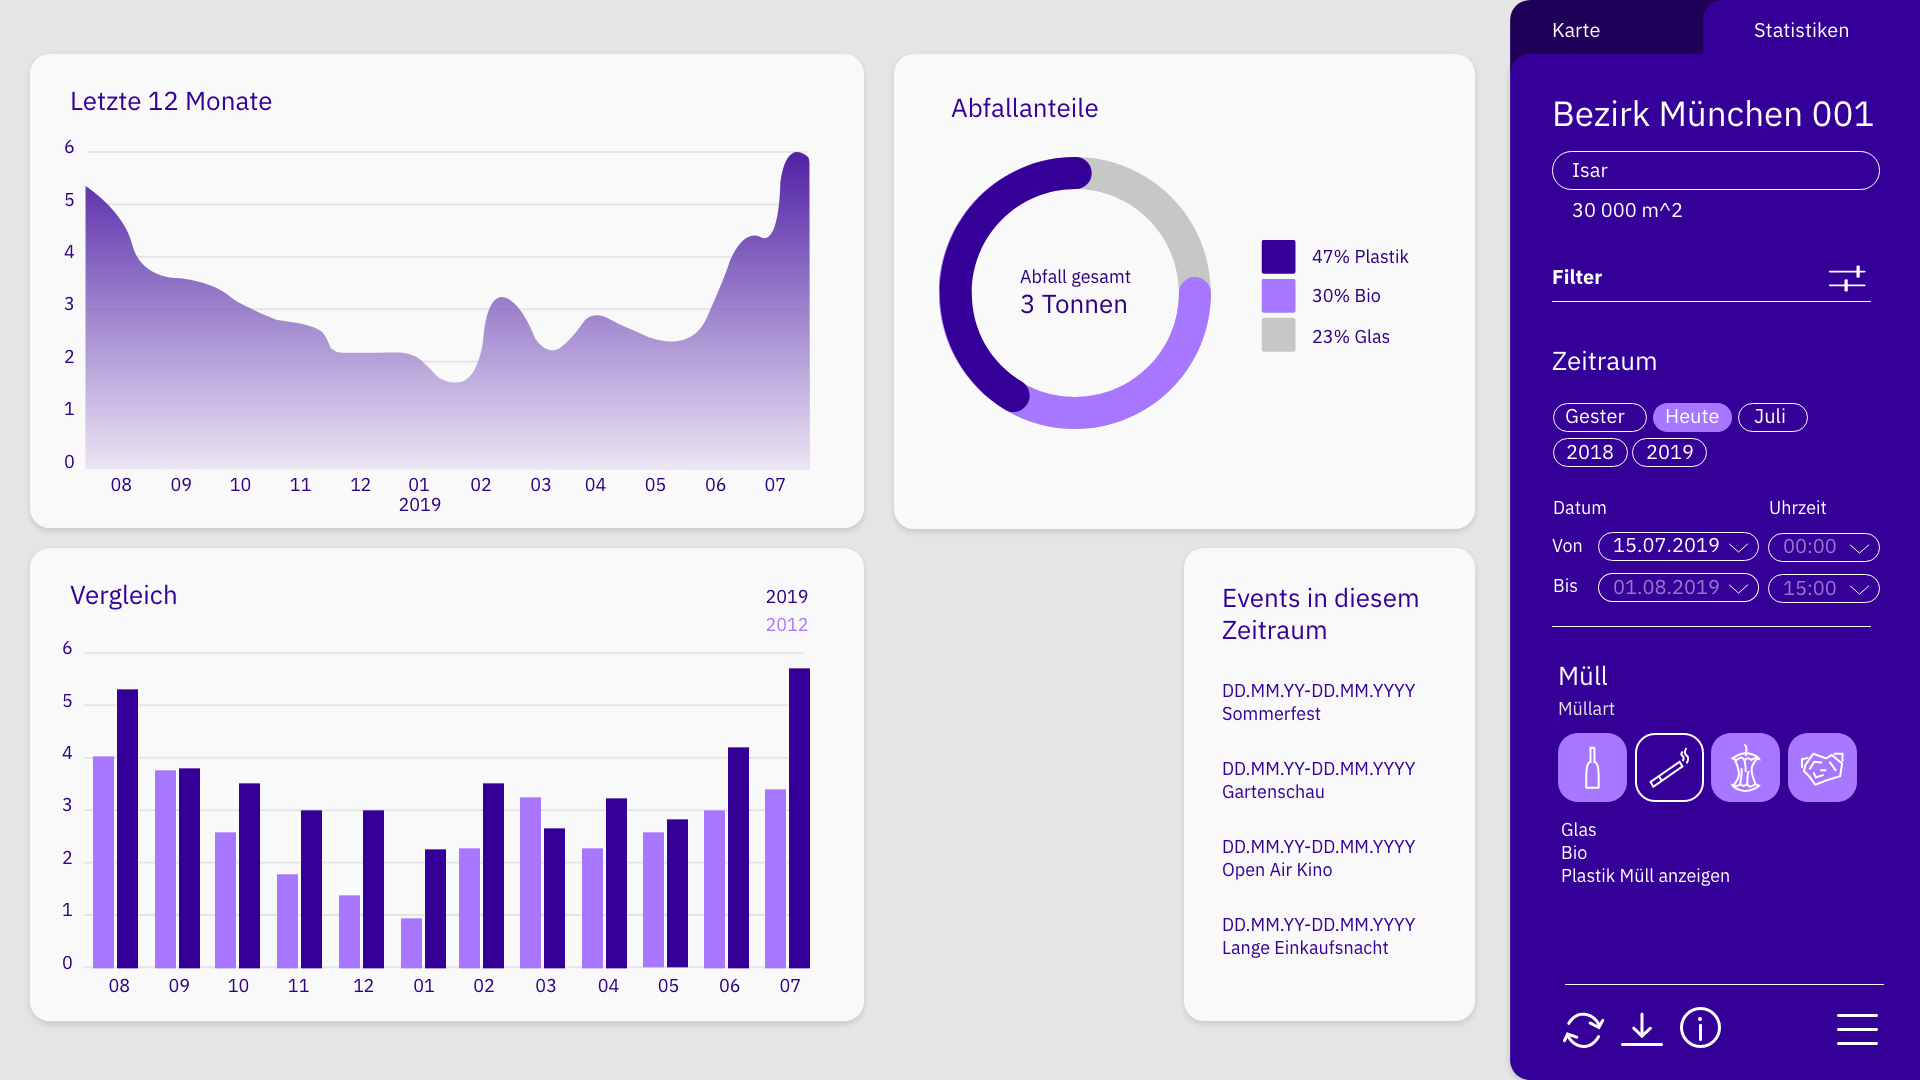 Karte
Statistiken
Letzte 12 Monate
6
5
4
3
2
1
0
08 09 10 11 12 01 02 03 04 05 06 07
2019
Abfallanteile
Abfall gesamt
3 Tonnen
47% Plastik
30% Bio
23% Glas
Vergleich
2019
2012
6
5
4
3
2
1
0
08 09 10 11 12 01 02 03 04 05 06 07
Events in diesem
Zeitraum
DD.MM.YY-DD.MM.YYYY
Sommerfest
DD.MM.YY-DD.MM.YYYY
Gartenschau
DD.MM.YY-DD.MM.YYYY
Open Air Kino
DD.MM.YY-DD.MM.YYYY
Lange Einkaufsnacht
Bezirk München 001
Isar
30 000 m^2
Filter
Zeitraum
Gester Heute Juli
2018 2019
Datum Uhrzeit
Von 15.07.2019 00:00
Bis 01.08.2019 15:00
Müll
Müllart
Glas
Bio
Plastik Müll anzeigen